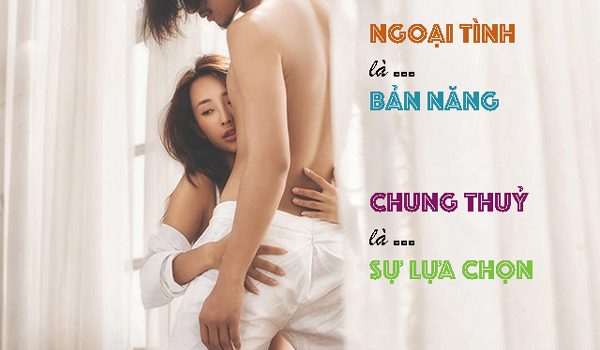 NGOẠI TÌNH
là ...
BẢN NĂNG
CHUNG THUỶ
là ...
SỰ LỰA CHỌN